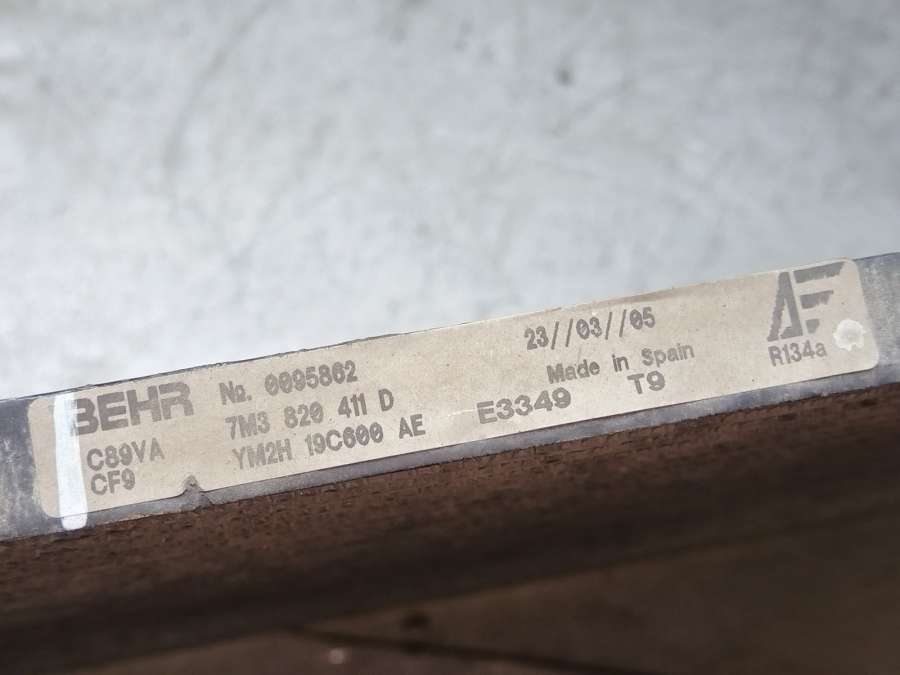 BEHR
C89VA
CF9
No. 0095862
7M3 820 411 D
YM2H 19C600 AE
23//03//05
Made in Spain
E3349 T9
AF
R134a